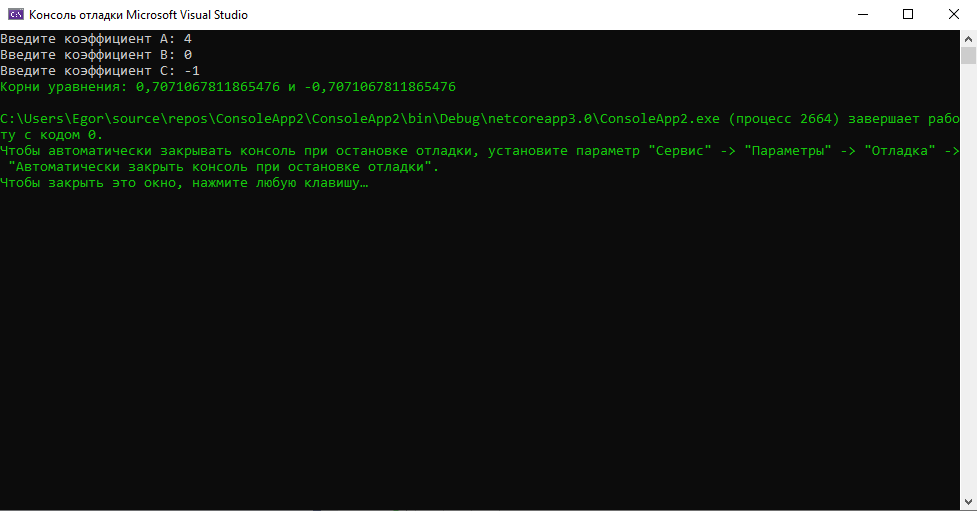 Консоль отладки Microsoft Visual Studio
Введите коэффициент A: 4
Введите коэффициент B: 0
Введите коэффициент C: -1
Корни уравнения: 0,7071067811865476 и -0,7071067811865476
C:\Users\Egor\source\repos\ConsoleApp2\ConsoleApp2\bin\Debug\netcoreapp3.0\ConsoleApp2.exe (процесс 2664) завершает рабо
ту с кодом 0.
Чтобы автоматически закрывать консоль при остановке отладки, установите параметр "Сервис" -> "Параметры" -> "Отладка" ->
"Автоматически закрыть консоль при остановке отладки".
Чтобы закрыть это окно, нажмите любую клавишу…